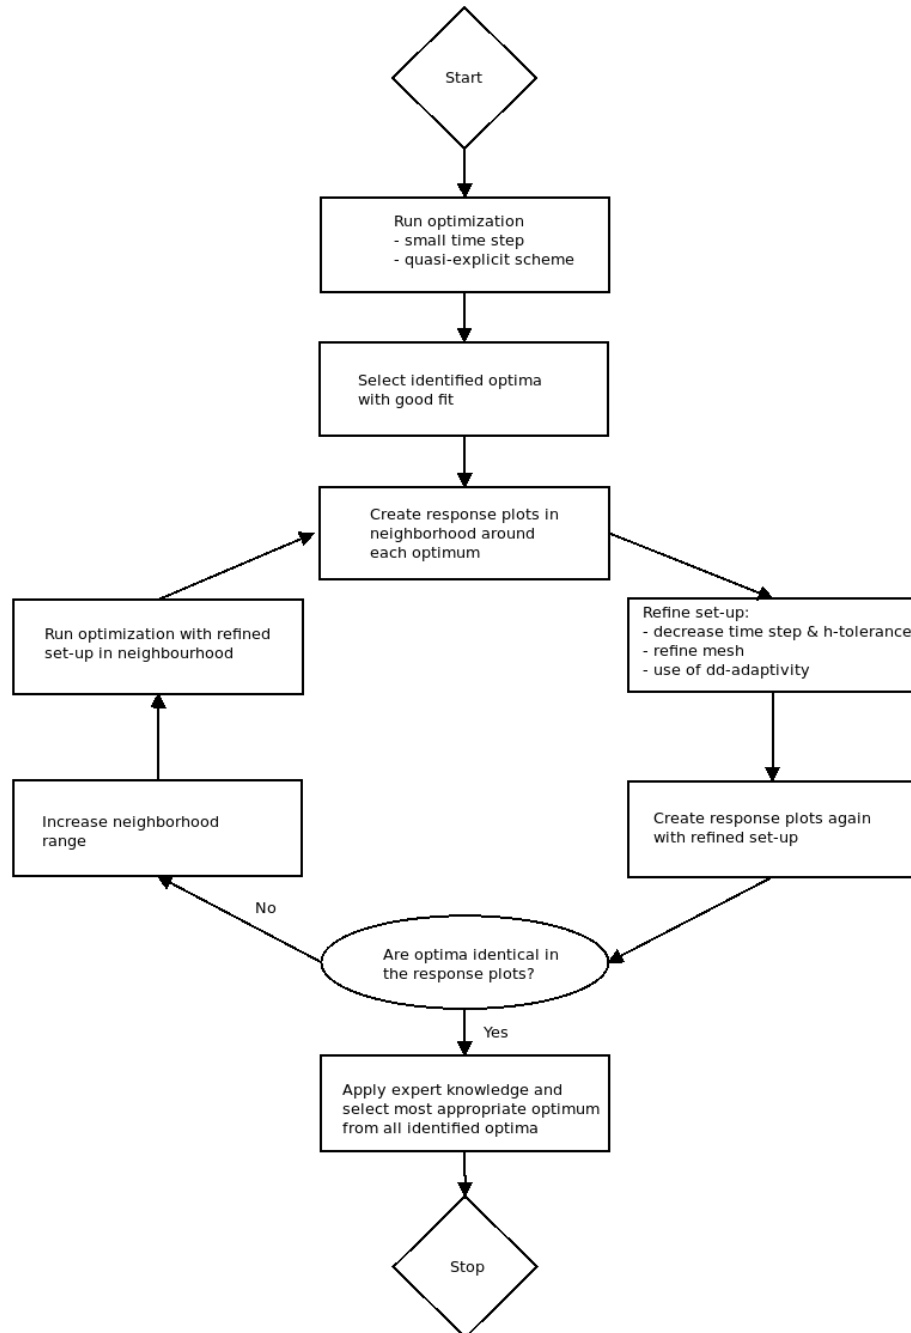 Start
Run optimization
- small time step
- quasi-explicit scheme
Select identified optima
with good fit
Create response plots in
neighborhood around
each optimum
Refine set-up:
- decrease time step & h-tolerance
- refine mesh
- use of dd-adaptivity
Create response plots again
with refined set-up
Are optima identical in
the response plots?
No
Increase neighborhood
range
Run optimization with refined
set-up in neighbourhood
Yes
Apply expert knowledge and
select most appropriate optimum
from all identified optima
Stop